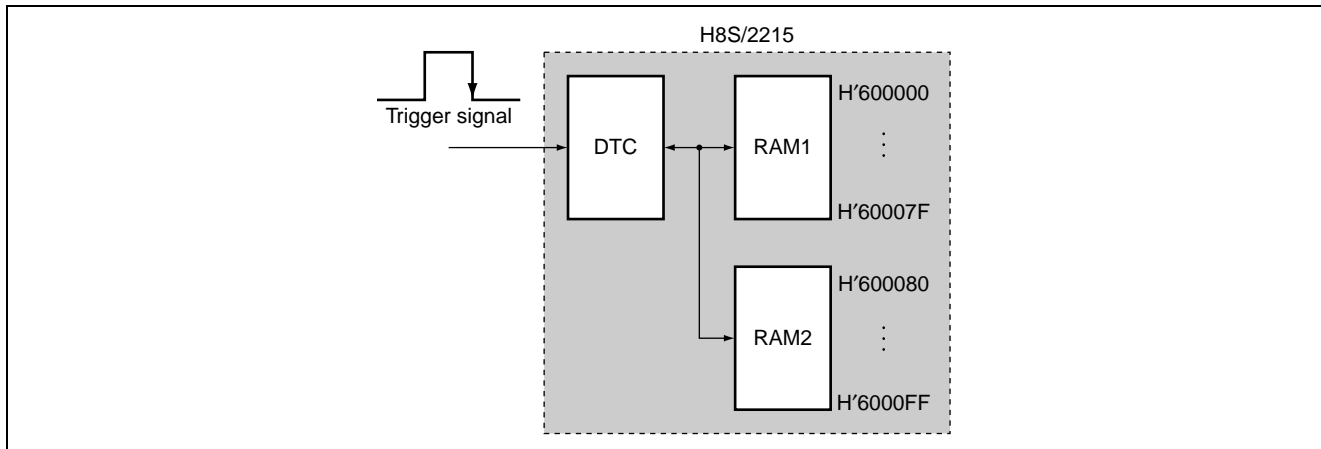 H8S/2215
Trigger signal
DTC
RAM1
H′600000
H′60007F
RAM2
H′600080
H′6000FF